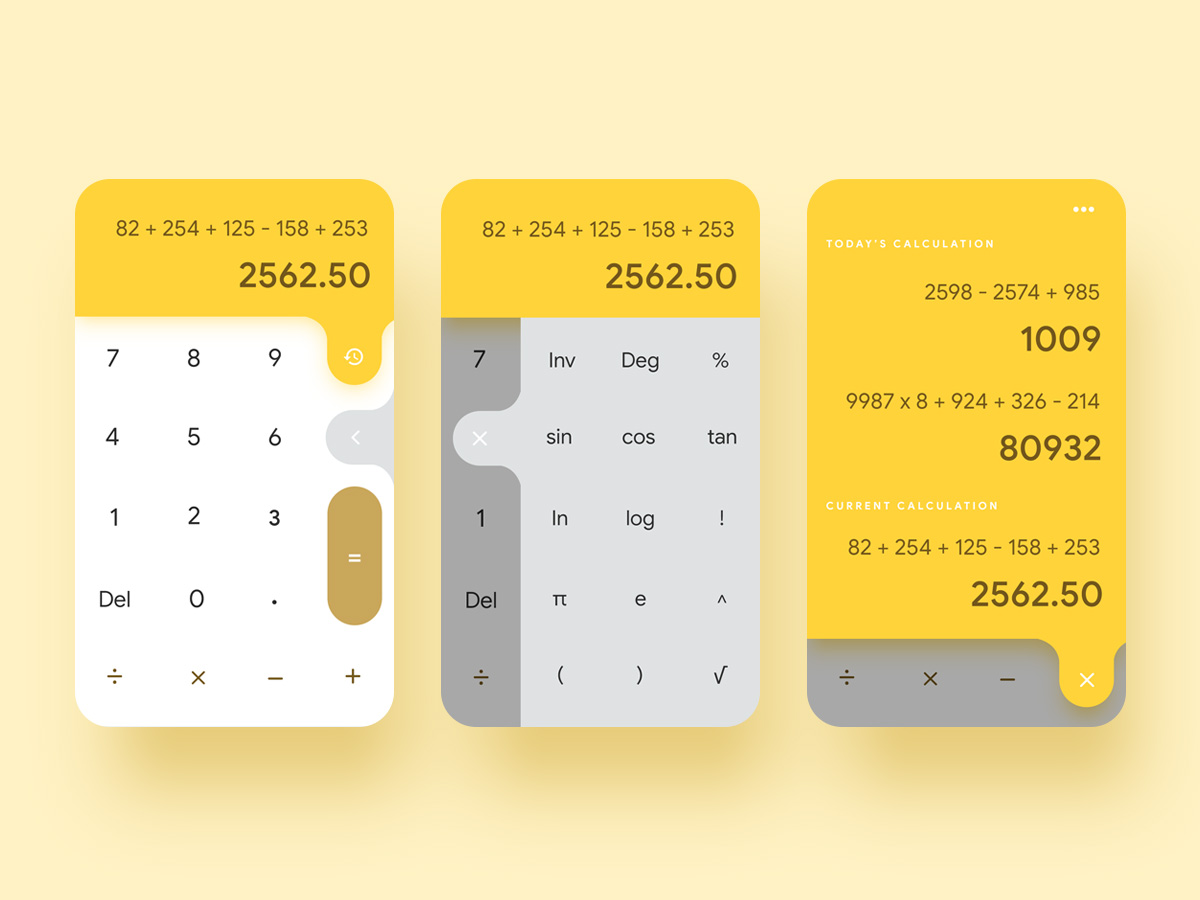 82 + 254 + 125 - 158 + 253
2562.50
7 8 9
4 5 6 <
1 2 3
=
Del 0 .
÷ × − +
82 + 254 + 125 - 158 + 253
2562.50
7 Inv Deg %
× sin cos tan
1 In log !
Del π e ^
÷ ( ) √
•••
TODAY'S CALCULATION
2598 - 2574 + 985
1009
9987 x 8 + 924 + 326 - 214
80932
CURRENT CALCULATION
82 + 254 + 125 - 158 + 253
2562.50
÷ × − ×